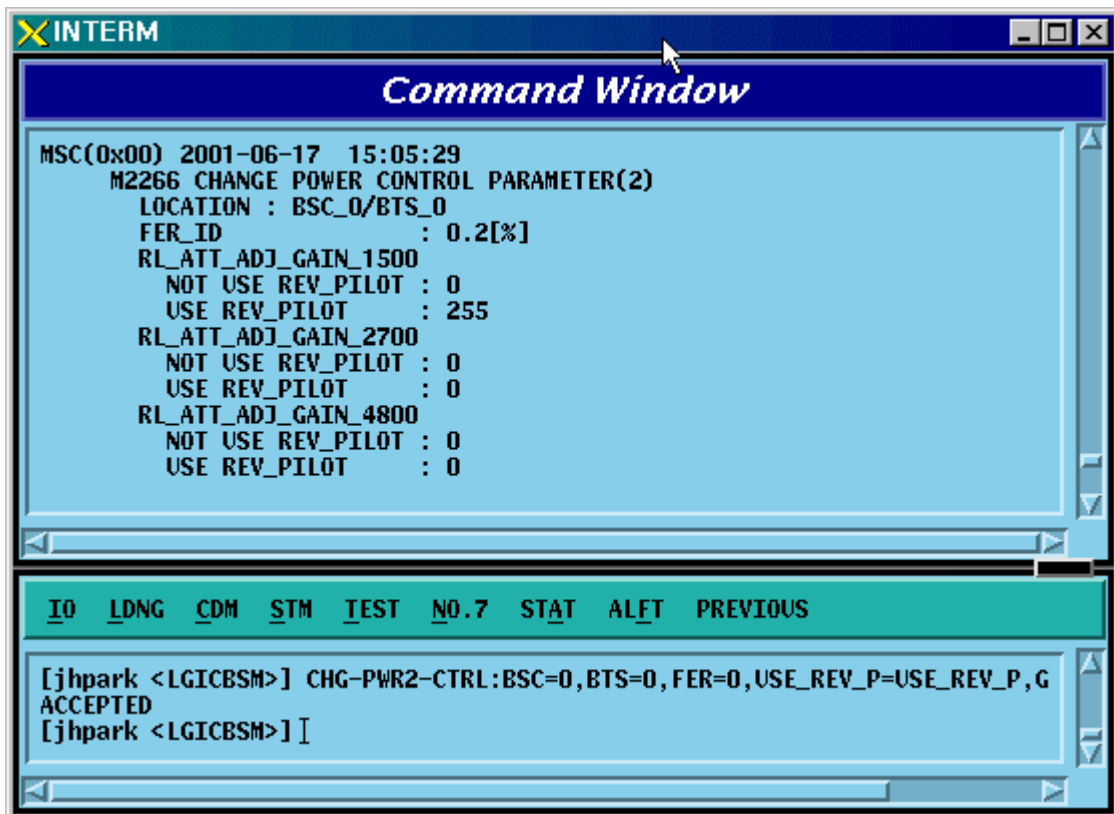 INTERM
Command Window
MSC(0x00) 2001-06-17 15:05:29
M2266 CHANGE POWER CONTROL PARAMETER(2)
LOCATION : BSC_0/BTS_0
FER_ID : 0.2[%]
RL_ATT_ADJ_GAIN_1500
NOT USE REV_PILOT : 0
USE REV_PILOT : 255
RL_ATT_ADJ_GAIN_2700
NOT USE REV_PILOT : 0
USE REV_PILOT : 0
RL_ATT_ADJ_GAIN_4800
NOT USE REV_PILOT : 0
USE REV_PILOT : 0
IO LDNG CDM STM TEST NO.7 STAT ALFT PREVIOUS
[jhpark <LGICBSM>] CHG-PWR2-CTRL:BSC=0,BTS=0,FER=0,USE_REV_P=USE_REV_P,G
ACCEPTED
[jhpark <LGICBSM>]